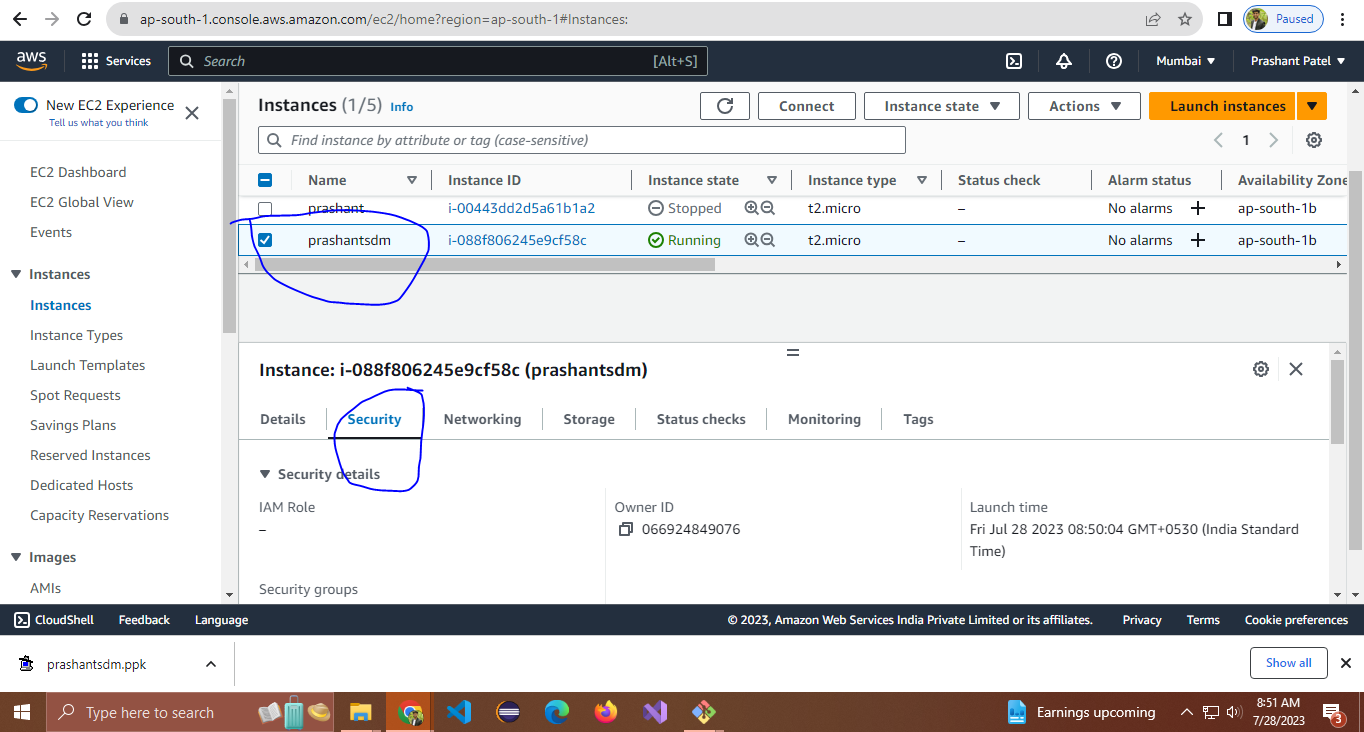 ap-south-1.console.aws.amazon.com/ec2/home?region=ap-south-1#Instances:
Paused
aws
Services
Search
[Alt+S]
Mumbai
Prashant Patel
New EC2 Experience
Tell us what you think
EC2 Dashboard
EC2 Global View
Events
Instances
Instances
Instance Types
Launch Templates
Spot Requests
Savings Plans
Reserved Instances
Dedicated Hosts
Capacity Reservations
Images
AMIs
Instances (1/5) Info
Connect
Instance state
Actions
Launch instances
Find instance by attribute or tag (case-sensitive)
1
Name Instance ID Instance state Instance type Status check Alarm status Availability Zone
prashant i-00443dd2d5a61b1a2 Stopped t2.micro – No alarms + ap-south-1b
prashantsdm i-088f806245e9cf58c Running t2.micro – No alarms + ap-south-1b
Instance: i-088f806245e9cf58c (prashantsdm)
Details Security Networking Storage Status checks Monitoring Tags
Security details
IAM Role
–
Owner ID
066924849076
Launch time
Fri Jul 28 2023 08:50:04 GMT+0530 (India Standard
Time)
Security groups
CloudShell Feedback Language
© 2023, Amazon Web Services India Private Limited or its affiliates. Privacy Terms Cookie preferences
prashantsdm.ppk
Show all
Type here to search
Earnings upcoming
8:51 AM
7/28/2023
3